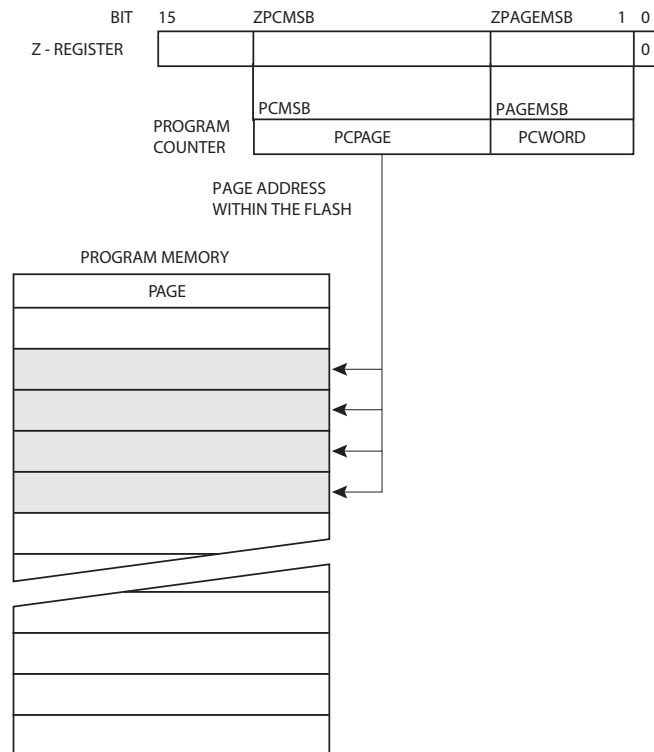 BIT 15 ZPCMSB ZPAGEMSB 1 0
Z - REGISTER 0
PCMSB PAGEMSB
PROGRAM
COUNTER
PCPAGE PCWORD
PAGE ADDRESS
WITHIN THE FLASH
PROGRAM MEMORY
PAGE